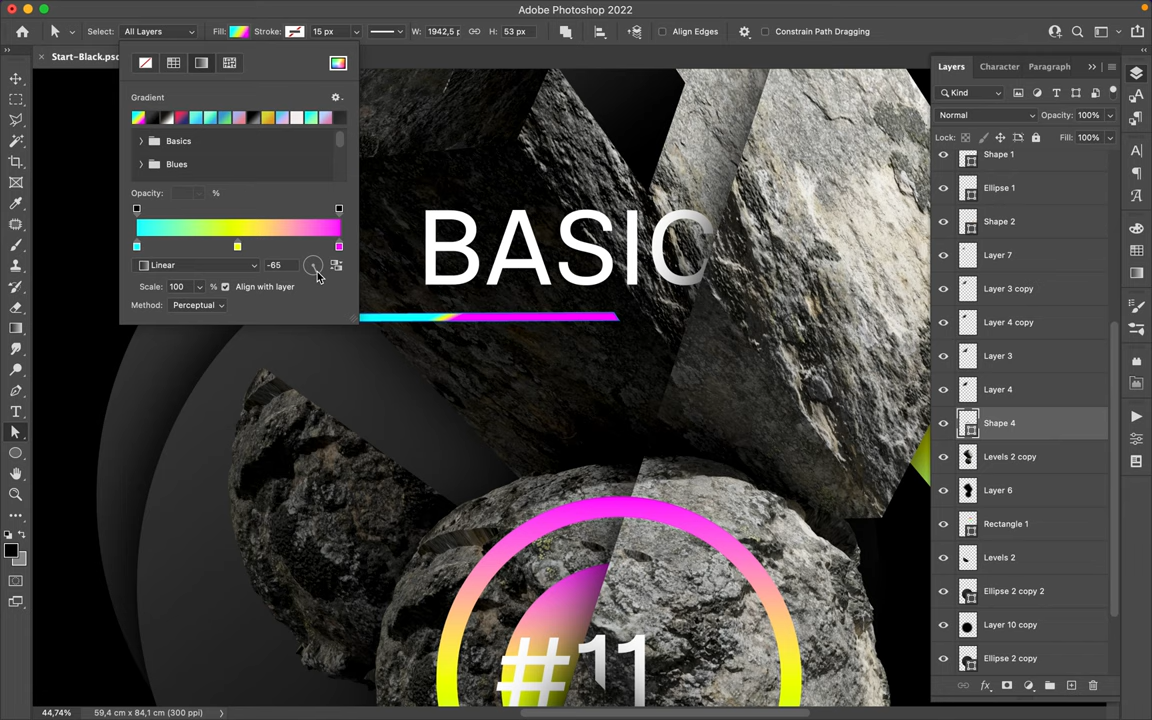 Adobe Photoshop 2022
Select: All Layers Fill: Stroke: 15 px W: 1942,5 p H: 53 px Align Edges Constrain Path Dragging
Start-Black.psd
Layers Character Paragraph
Gradient
Kind
Normal Opacity: 100%
Basics
Lock: Fill: 100%
Blues
Shape 1
Opacity: %
Ellipse 1
Shape 2
BASIC
Layer 7
Linear -65
Scale: 100 % Align with layer
Layer 3 copy
Method: Perceptual
Layer 4 copy
Layer 3
Layer 4
Shape 4
Levels 2 copy
Layer 6
Rectangle 1
Levels 2
Ellipse 2 copy 2
Layer 10 copy
#11
Ellipse 2 copy
fx
44,74% 59,4 cm x 84,1 cm (300 ppi)